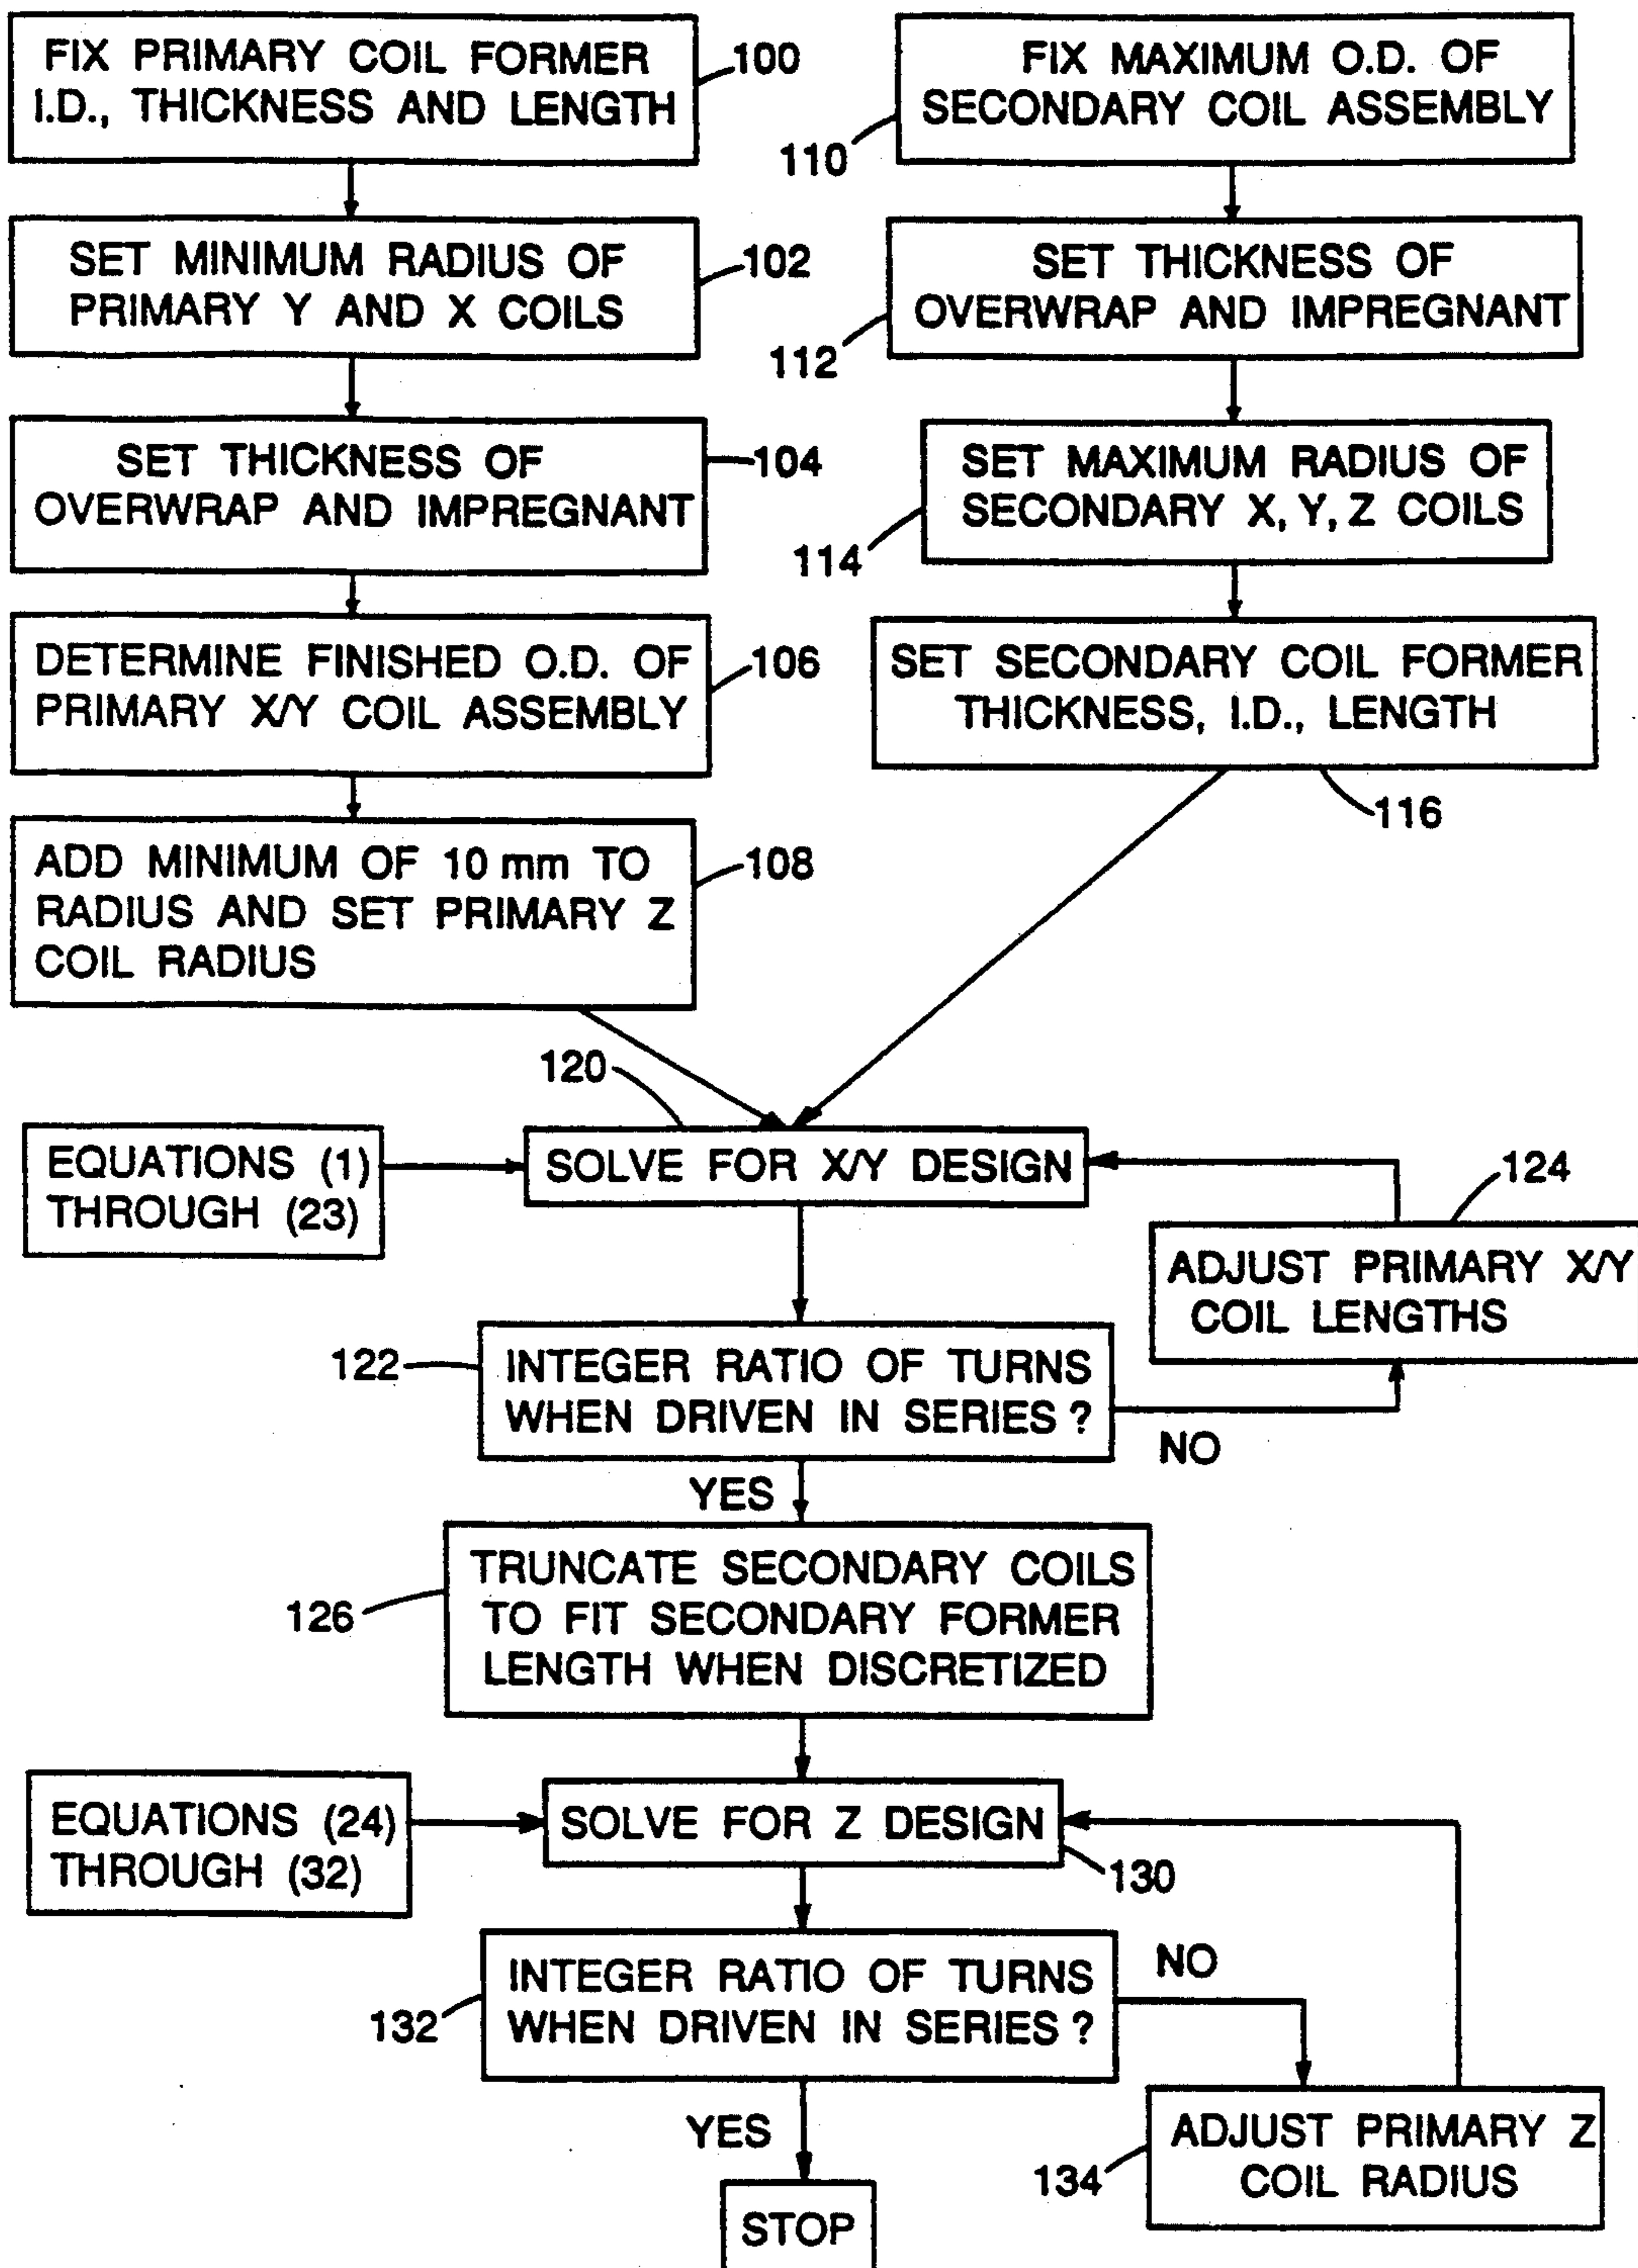 FIX PRIMARY COIL FORMER
I.D., THICKNESS AND LENGTH
100
SET MINIMUM RADIUS OF
PRIMARY Y AND X COILS
102
SET THICKNESS OF
OVERWRAP AND IMPREGNANT
104
DETERMINE FINISHED O.D. OF
PRIMARY X/Y COIL ASSEMBLY
106
ADD MINIMUM OF 10 mm TO
RADIUS AND SET PRIMARY Z
COIL RADIUS
108
FIX MAXIMUM O.D. OF
SECONDARY COIL ASSEMBLY
110
SET THICKNESS OF
OVERWRAP AND IMPREGNANT
112
SET MAXIMUM RADIUS OF
SECONDARY X, Y, Z COILS
114
SET SECONDARY COIL FORMER
THICKNESS, I.D., LENGTH
116
120
EQUATIONS (1)
THROUGH (23)
SOLVE FOR X/Y DESIGN
124
ADJUST PRIMARY X/Y
COIL LENGTHS
122
INTEGER RATIO OF TURNS
WHEN DRIVEN IN SERIES ?
NO
YES
126
TRUNCATE SECONDARY COILS
TO FIT SECONDARY FORMER
LENGTH WHEN DISCRETIZED
EQUATIONS (24)
THROUGH (32)
SOLVE FOR Z DESIGN
130
132
INTEGER RATIO OF TURNS
WHEN DRIVEN IN SERIES ?
NO
YES
134
ADJUST PRIMARY Z
COIL RADIUS
STOP